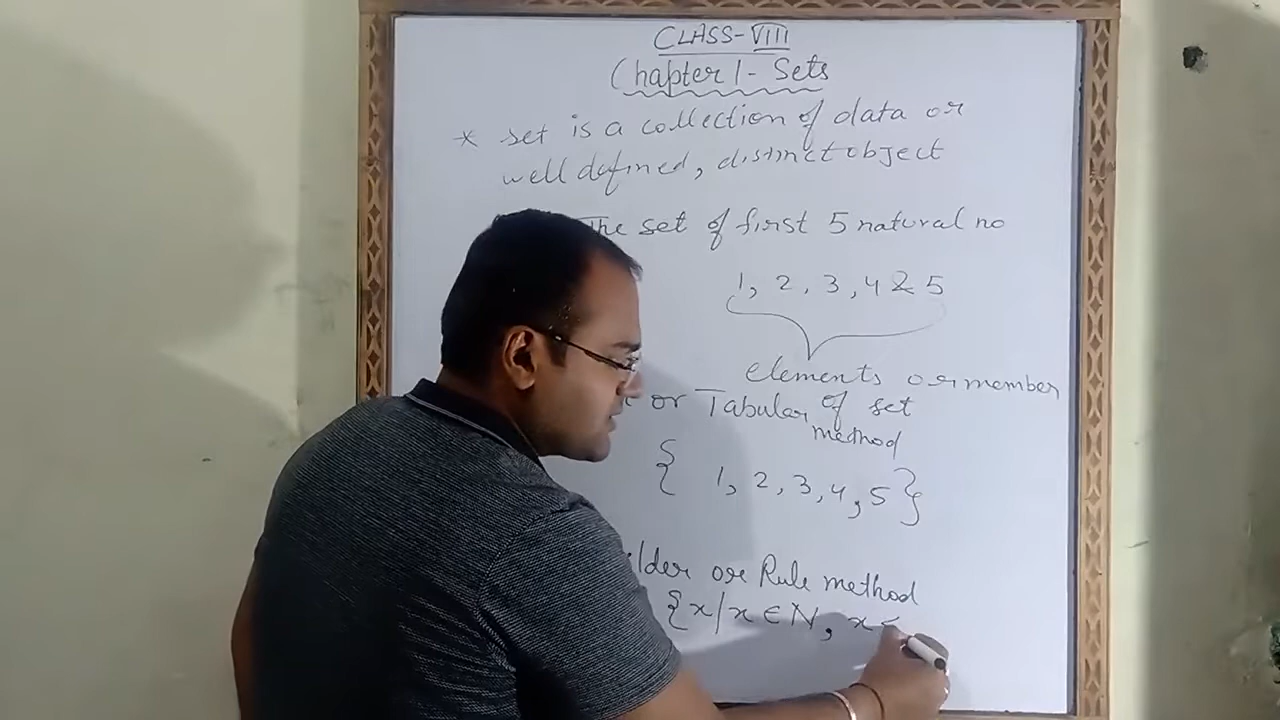 CLASS-VIII
Chapter 1- Sets
* set is a collection of data or
well defined, distinct object
The set of first 5 natural no
1, 2, 3, 4 & 5
elements or member
of set
or Tabular
method
{ 1, 2, 3, 4, 5}
lder or Rule method
{x/x ∈ N, x